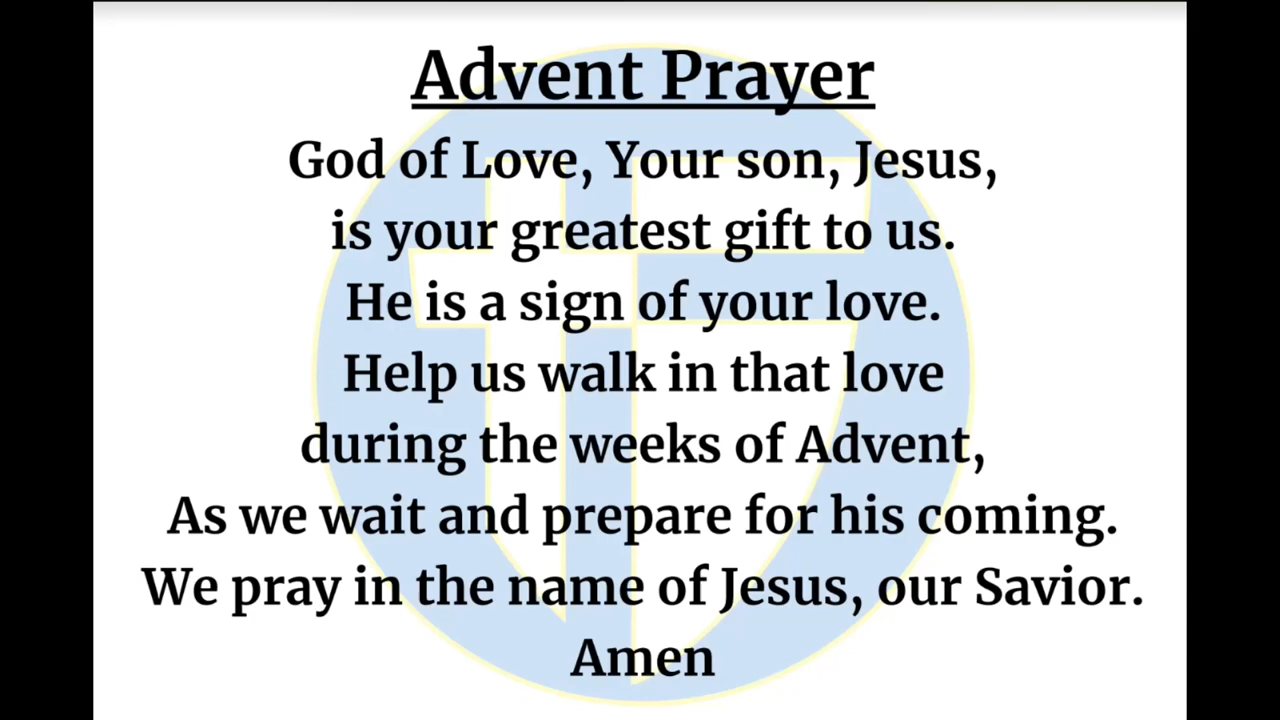 Advent Prayer
God of Love, Your son, Jesus,
is your greatest gift to us.
He is a sign of your love.
Help us walk in that love
during the weeks of Advent,
As we wait and prepare for his coming.
We pray in the name of Jesus, our Savior.
Amen